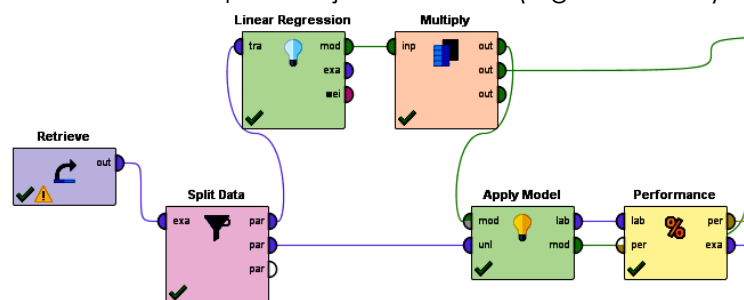 Linear Regression
Multiply
tra
mod
exa
wei
inp
out
out
out
Retrieve
out
Split Data
exa
par
par
par
Apply Model
mod
unl
lab
mod
Performance
lab
per
per
exa
%